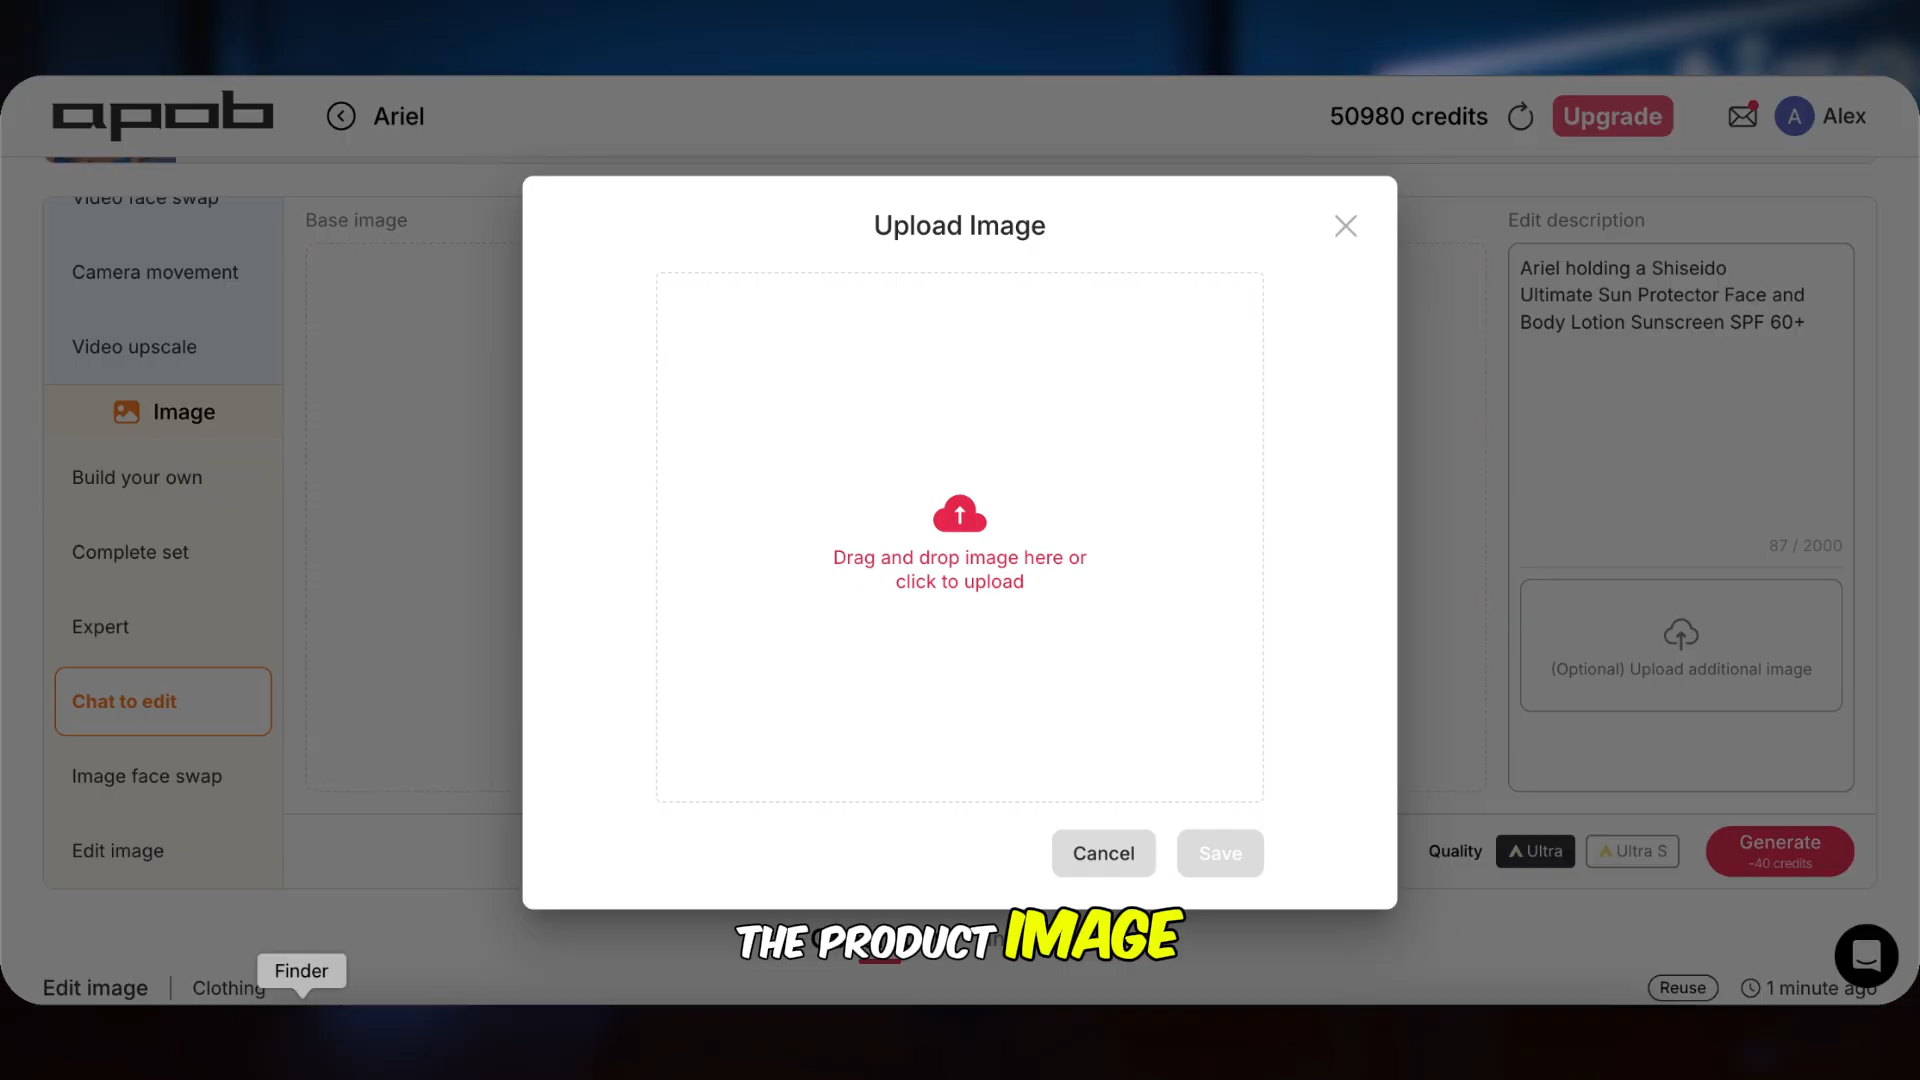 apob
Ariel
50980 credits
Upgrade
A
Alex
Video face swap
Camera movement
Video upscale
Image
Build your own
Complete set
Expert
Chat to edit
Image face swap
Edit image
Base image
Upload Image
Drag and drop image here or
click to upload
Cancel
Save
Edit description
Ariel holding a Shiseido
Ultimate Sun Protector Face and
Body Lotion Sunscreen SPF 60+
87 / 2000
(Optional) Upload additional image
Quality
Ultra
Ultra S
Generate
-40 credits
THE PRODUCT IMAGE
Finder
Edit image
Clothing
Reuse
1 minute ago